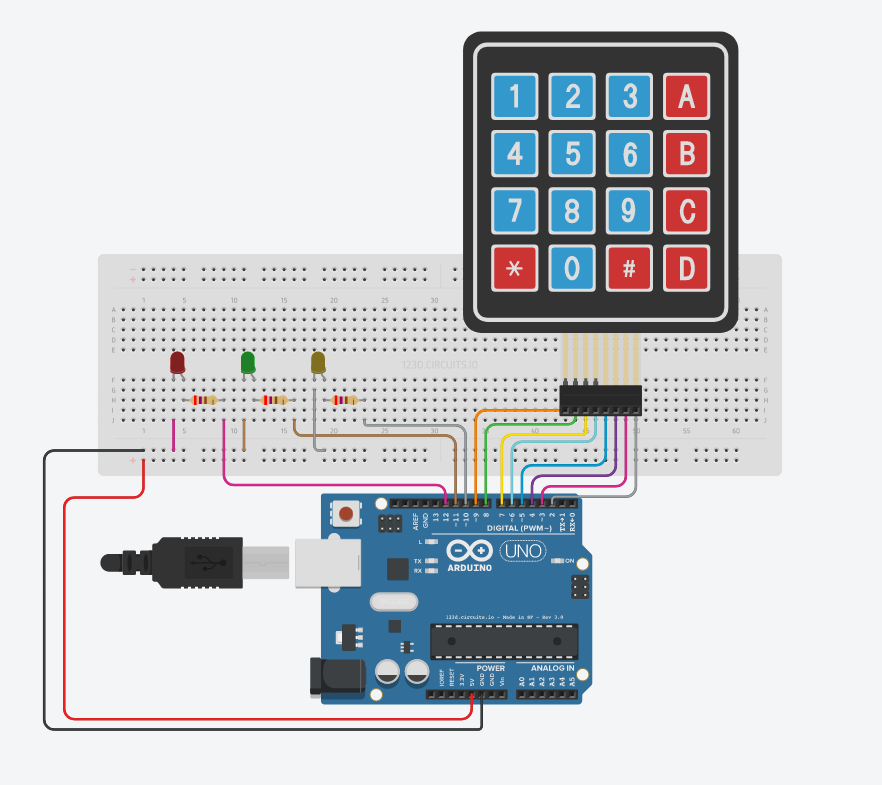 1 2 3 A
4 5 6 B
7 8 9 C
* 0 # D
- +
1 5 10 15 20 25 60
A
B
C
D
E
123D.CIRCUITS.IO
F
G
H
I
J
1 5 10 15 20 25 30 55 60
- +
AREF
GND
13
12
~11
~10
~9
8
7
~6
~5
4
~3
2
TX→1
RX←0
DIGITAL (PWM~)
L
TX
RX
ARDUINO
UNO
ON
123d.circuits.io - Made in NP - Rev 3.0
POWER
ANALOG IN
IOREF
RESET
3.3V
5V
GND
GND
Vin
A0
A1
A2
A3
A4
A5